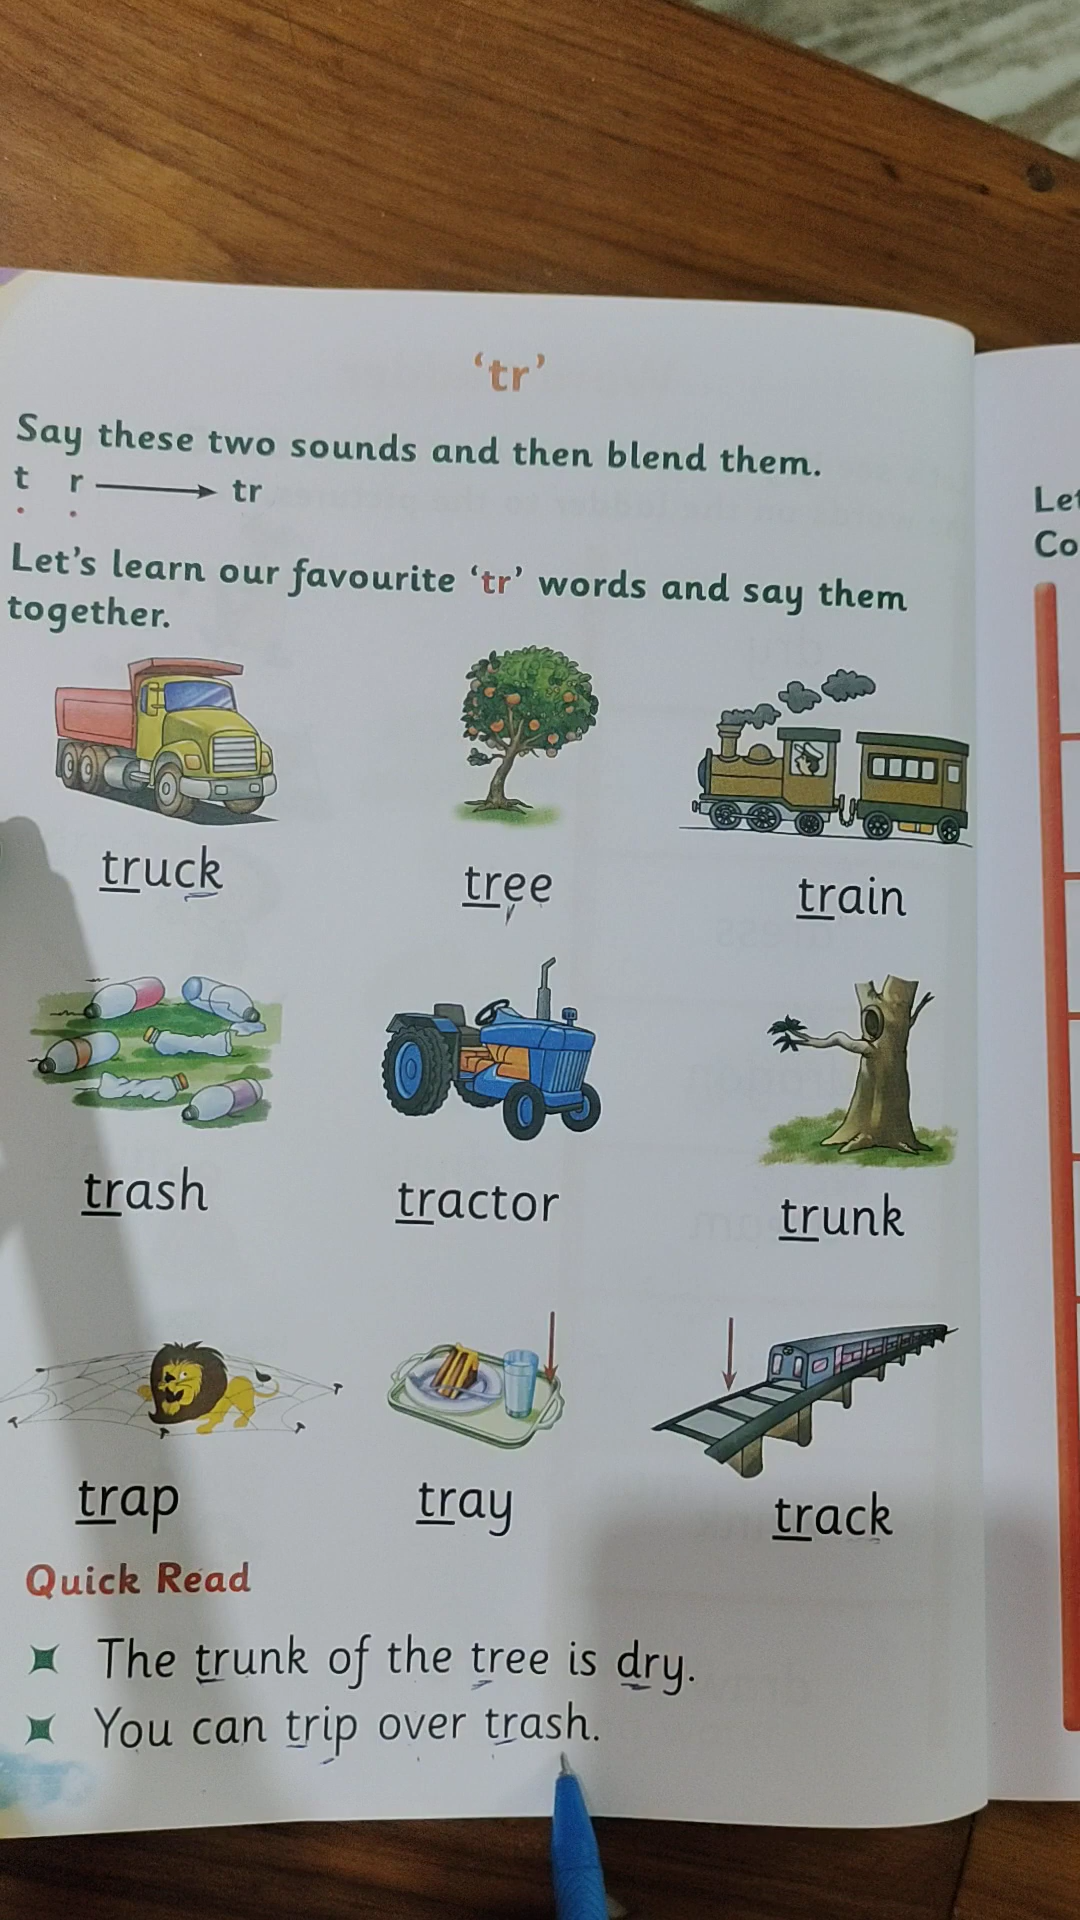 ‘tr’
Say these two sounds and then blend them.
t r tr
Let’s learn our favourite ‘tr’ words and say them
together.
truck tree train
trash tractor trunk
trap tray track
Quick Read
The trunk of the tree is dry.
You can trip over trash.
Let
Co